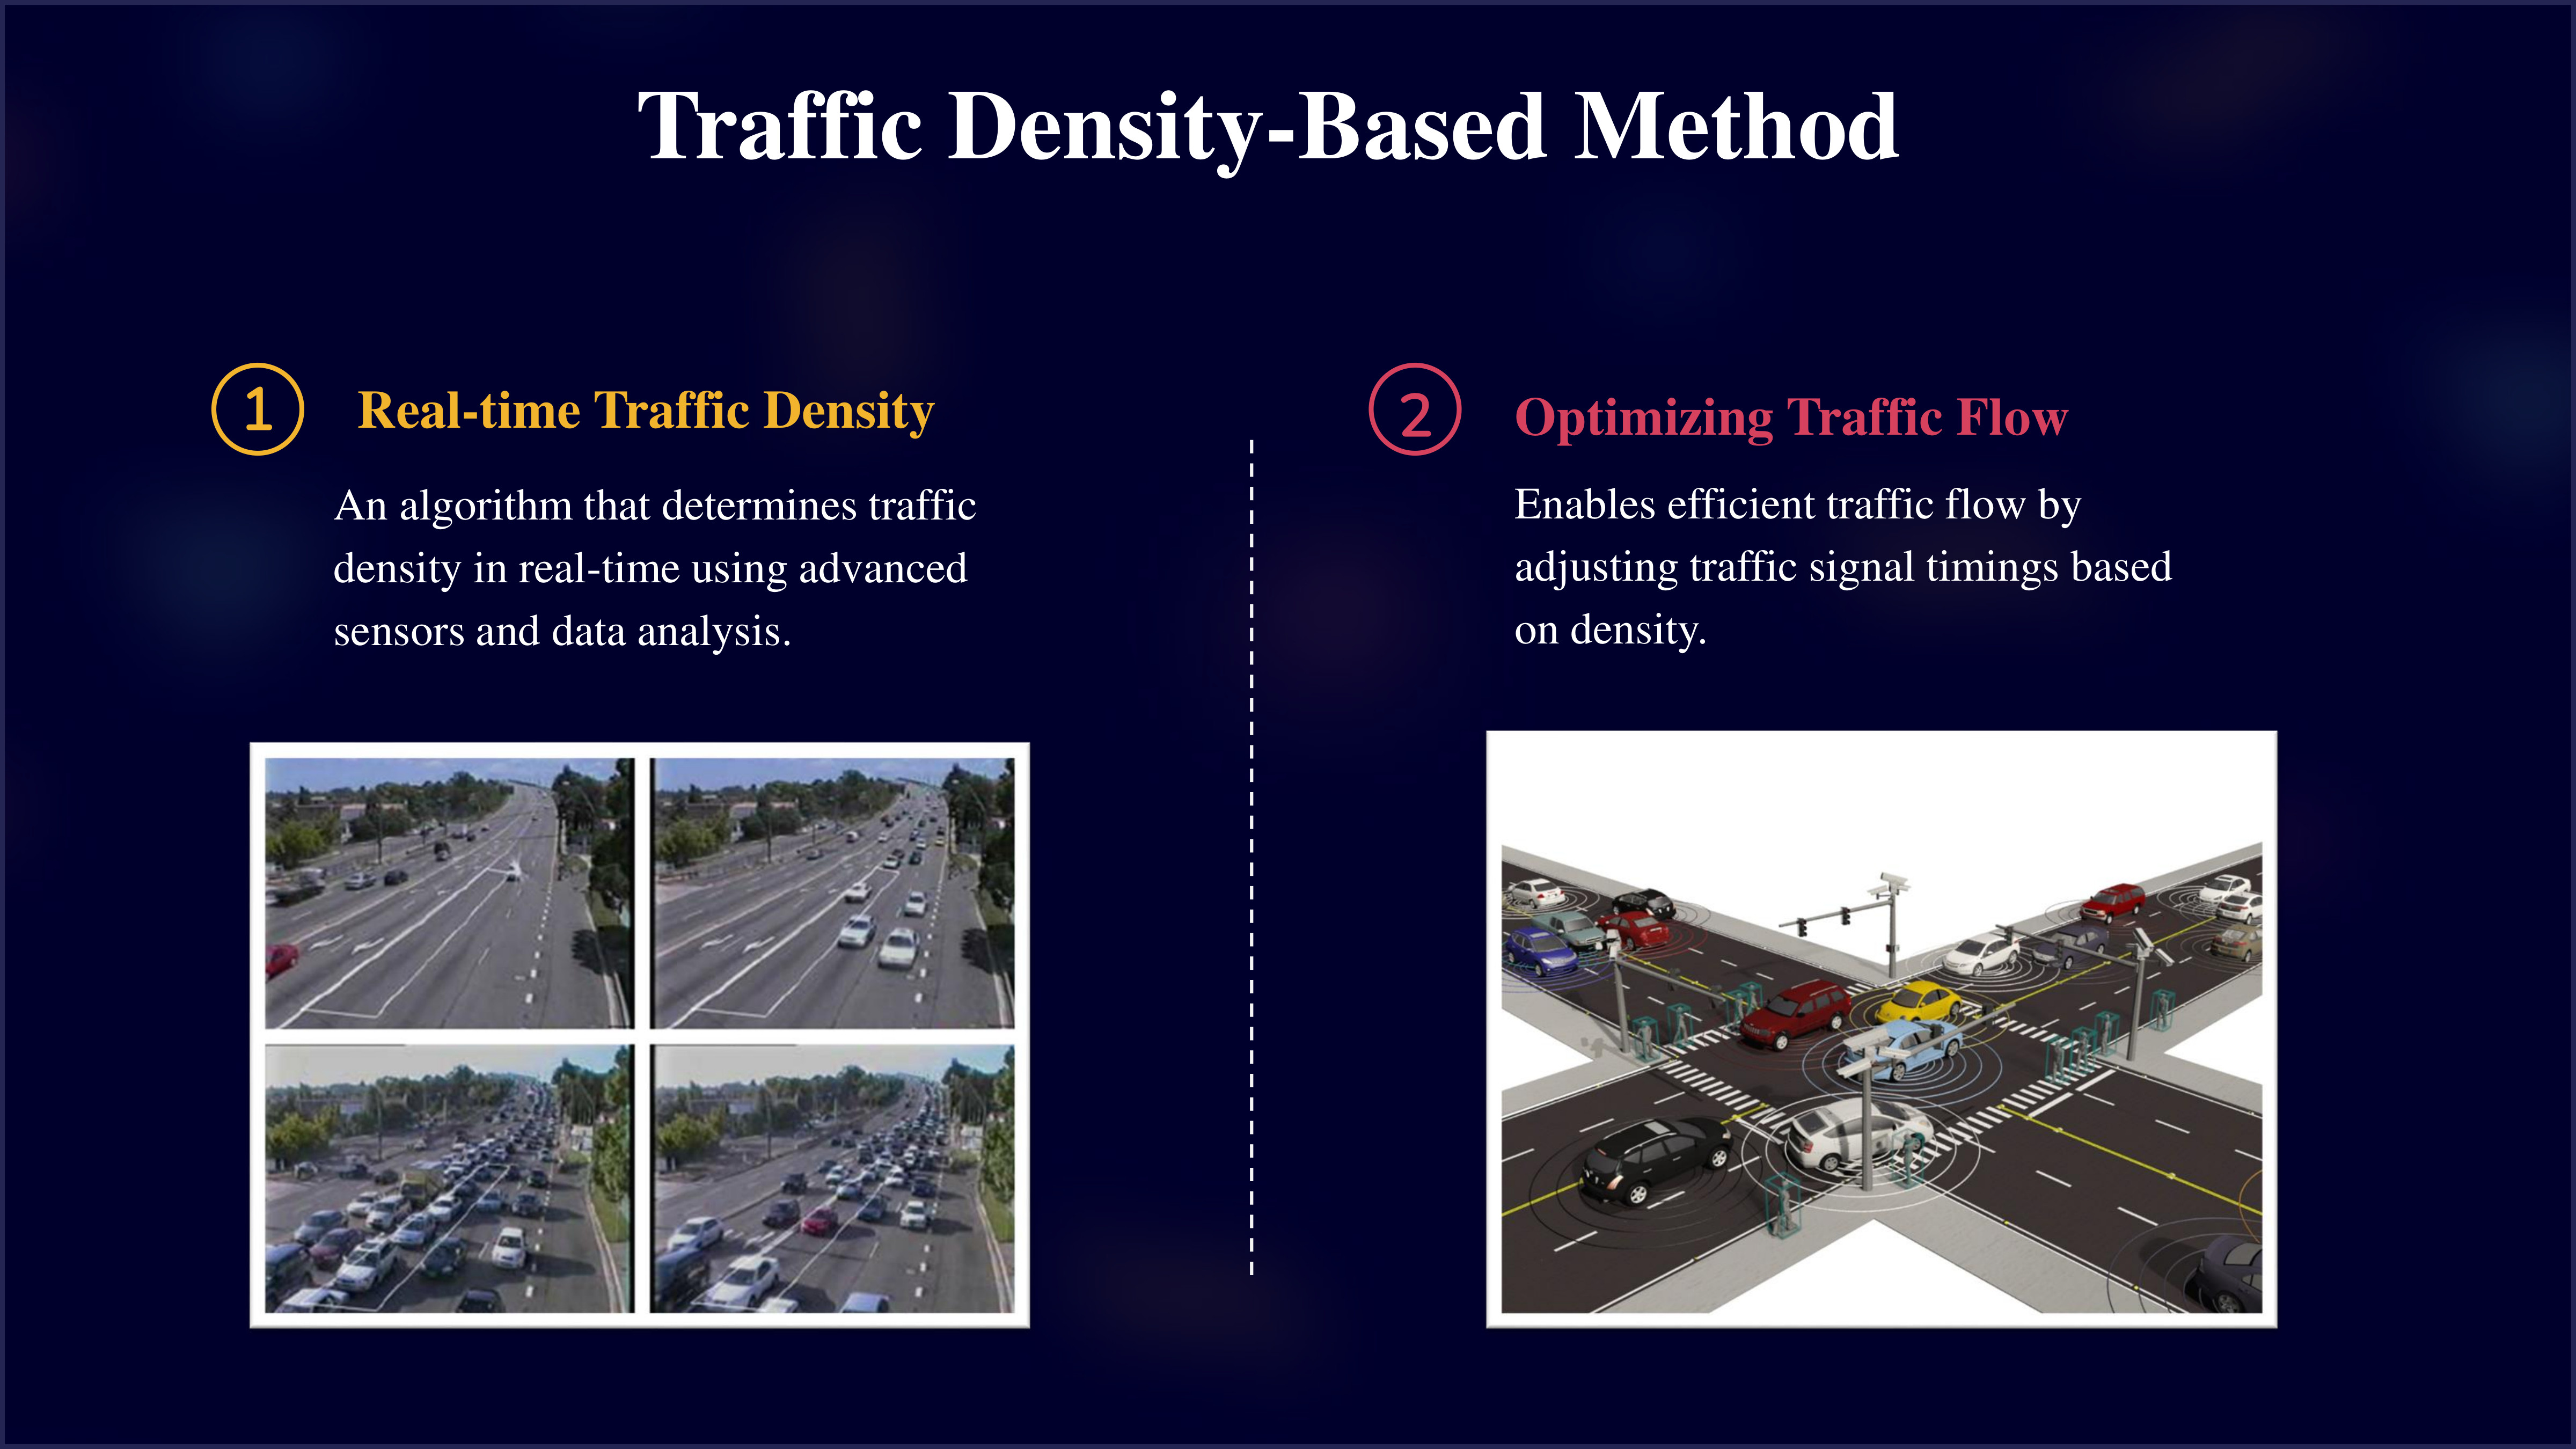 Traffic Density-Based Method
1
Real-time Traffic Density
An algorithm that determines traffic
density in real-time using advanced
sensors and data analysis.
2
Optimizing Traffic Flow
Enables efficient traffic flow by
adjusting traffic signal timings based
on density.